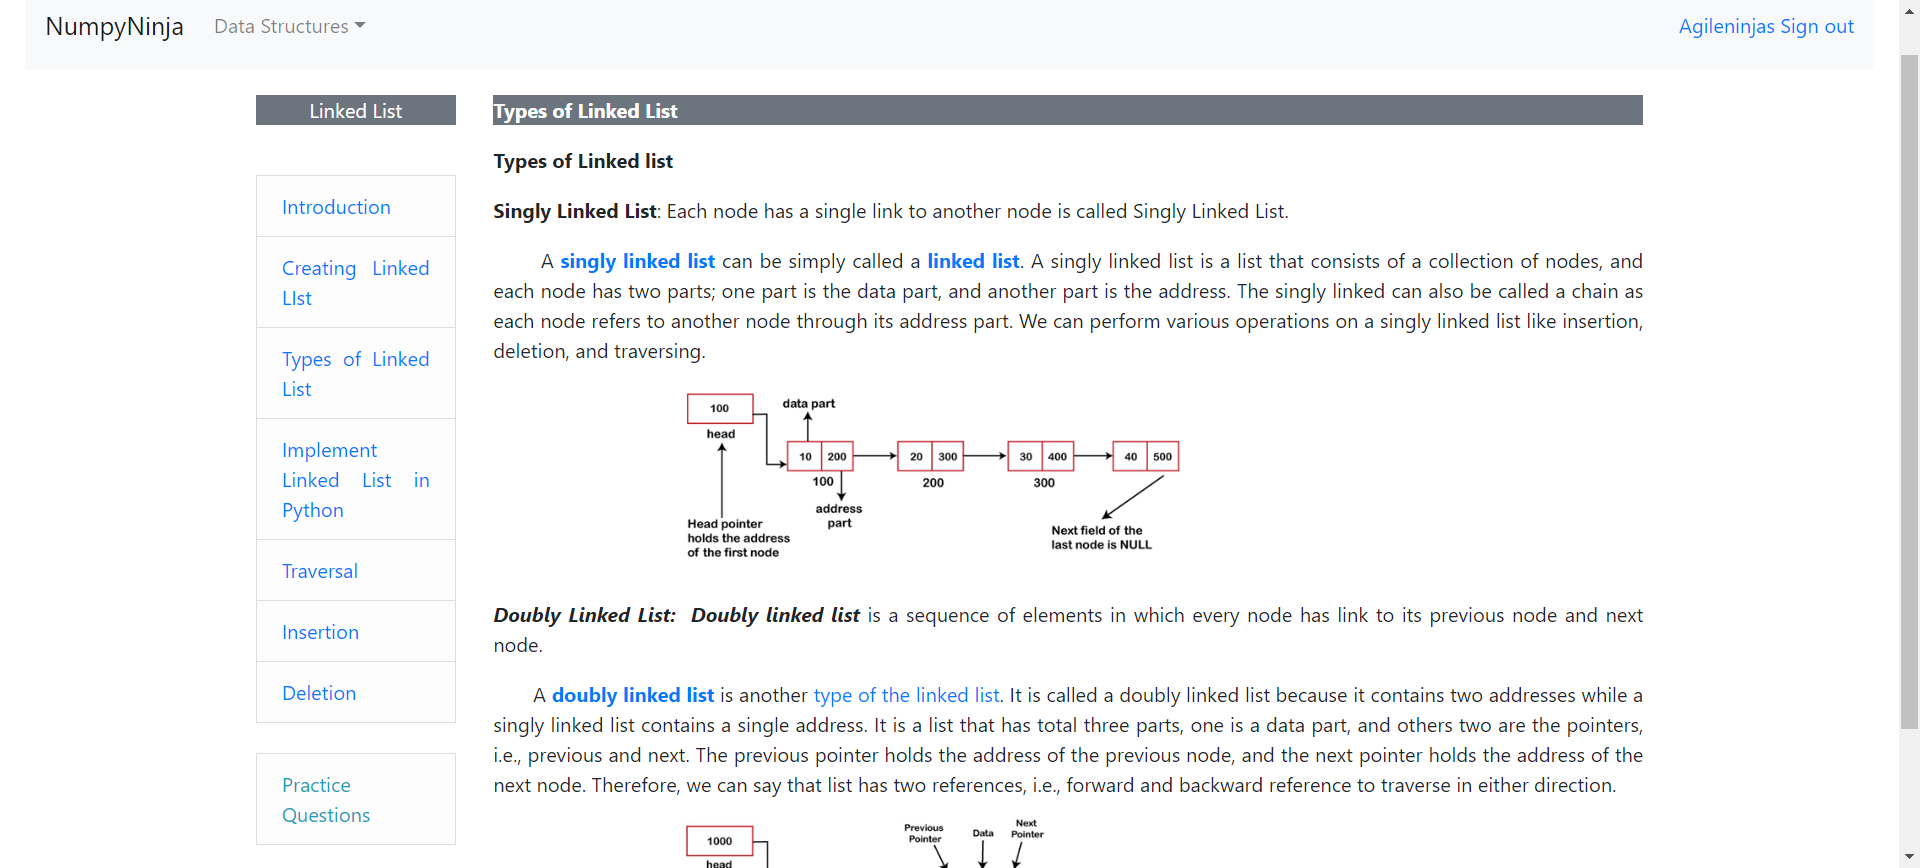 NumpyNinja Data Structures Agileninjas Sign out
Linked List
Introduction
Creating Linked
LIst
Types of Linked
List
Implement
Linked List in
Python
Traversal
Insertion
Deletion
Practice
Questions
Types of Linked List
Types of Linked list
Singly Linked List: Each node has a single link to another node is called Singly Linked List.
A singly linked list can be simply called a linked list. A singly linked list is a list that consists of a collection of nodes, and
each node has two parts; one part is the data part, and another part is the address. The singly linked can also be called a chain as
each node refers to another node through its address part. We can perform various operations on a singly linked list like insertion,
deletion, and traversing.
100
data part
head
10 200 20 300 30 400 40 500
100 200 300
address
part
Head pointer
holds the address
of the first node
Next field of the
last node is NULL
Doubly Linked List: Doubly linked list is a sequence of elements in which every node has link to its previous node and next
node.
A doubly linked list is another type of the linked list. It is called a doubly linked list because it contains two addresses while a
singly linked list contains a single address. It is a list that has total three parts, one is a data part, and others two are the pointers,
i.e., previous and next. The previous pointer holds the address of the previous node, and the next pointer holds the address of the
next node. Therefore, we can say that list has two references, i.e., forward and backward reference to traverse in either direction.
1000
head
Previous
Pointer
Data
Next
Pointer